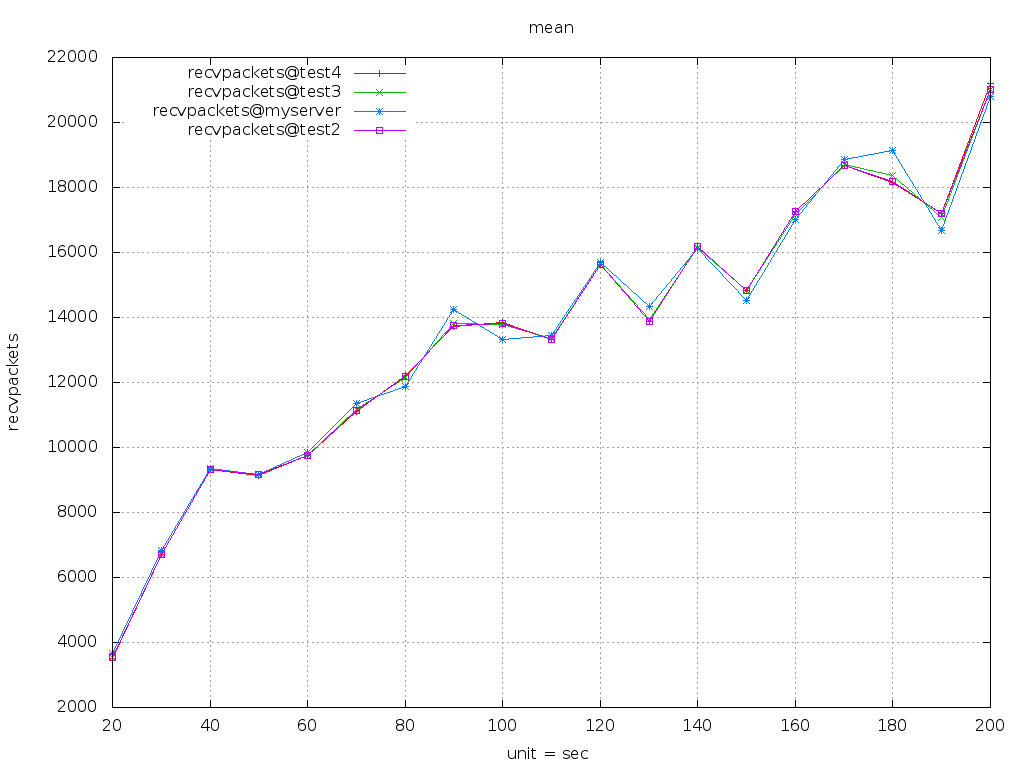 mean
22000
recvpackets@test4
recvpackets@test3
recvpackets@myserver
recvpackets@test2
20000
18000
16000
14000
12000
10000
8000
6000
4000
2000
recvpackets
20 40 60 80 100 120 140 160 180 200
unit = sec